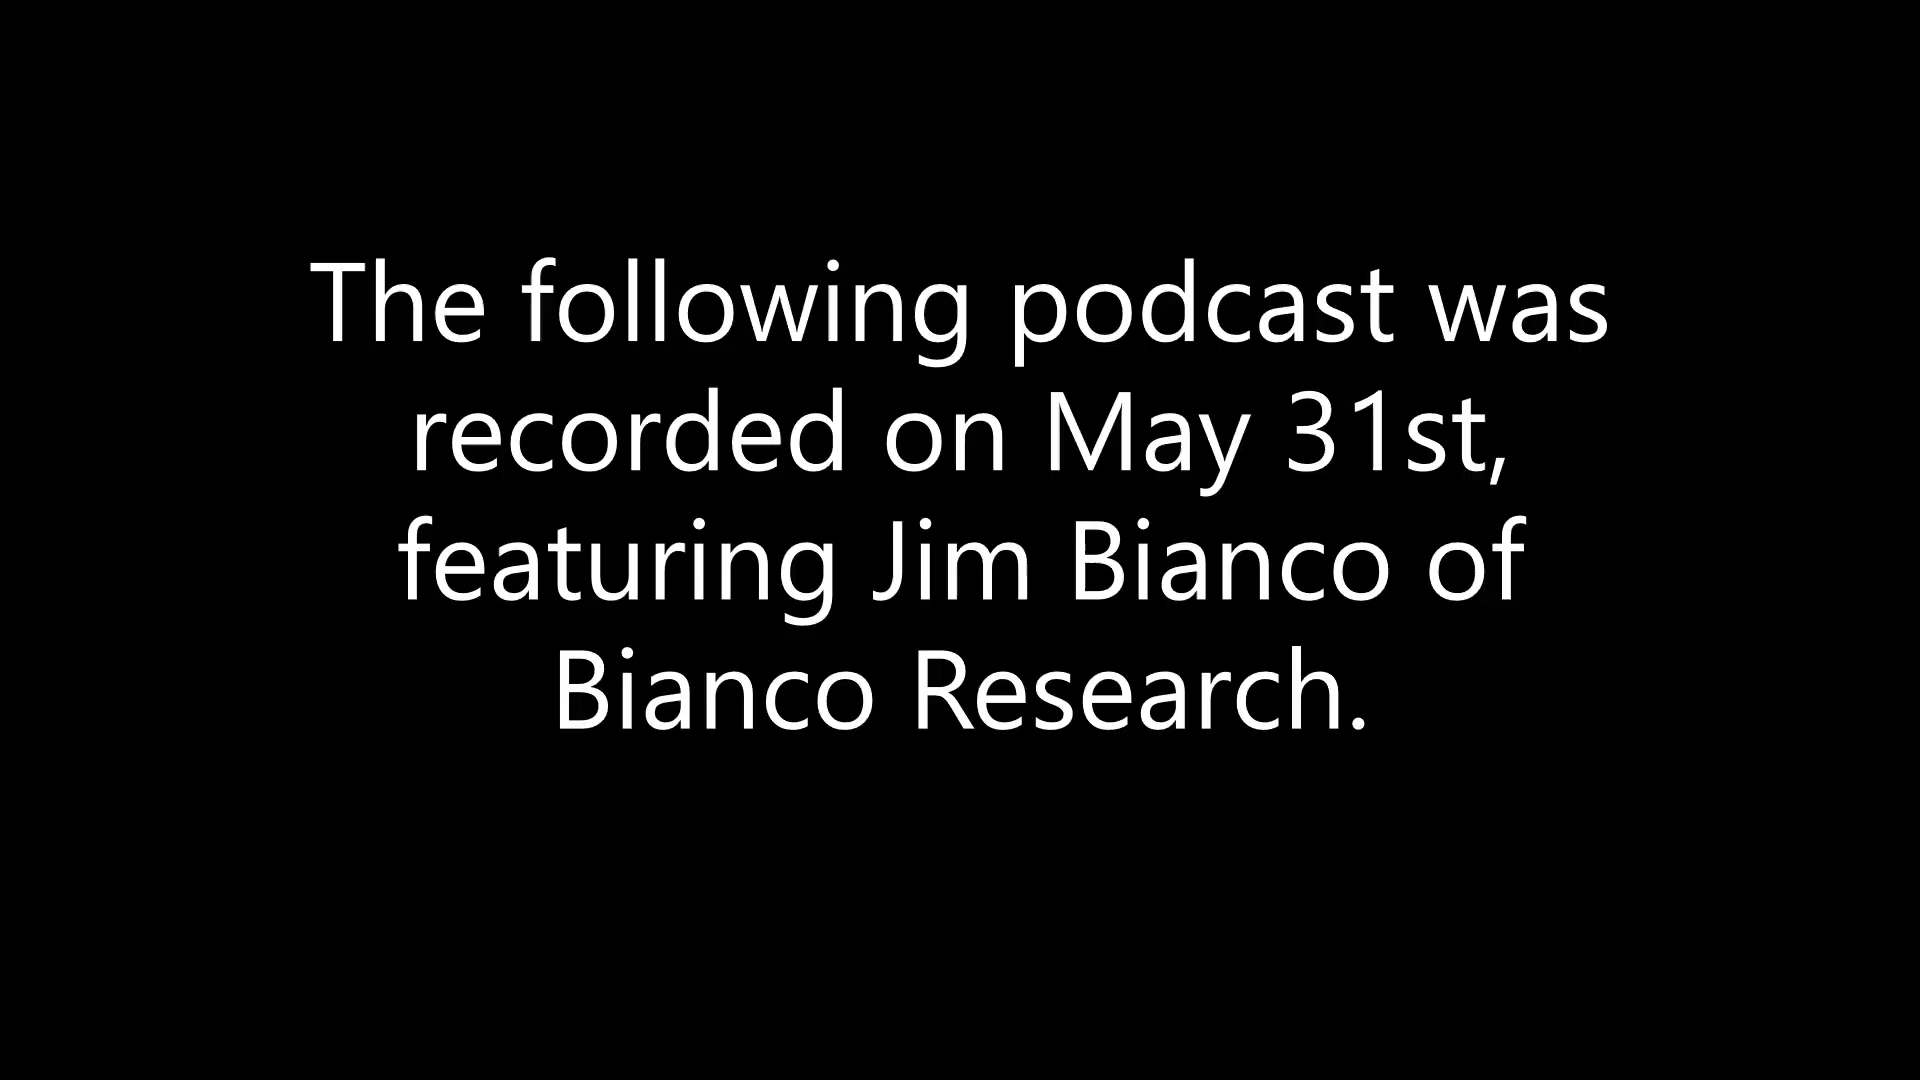 The following podcast was
recorded on May 31st,
featuring Jim Bianco of
Bianco Research.